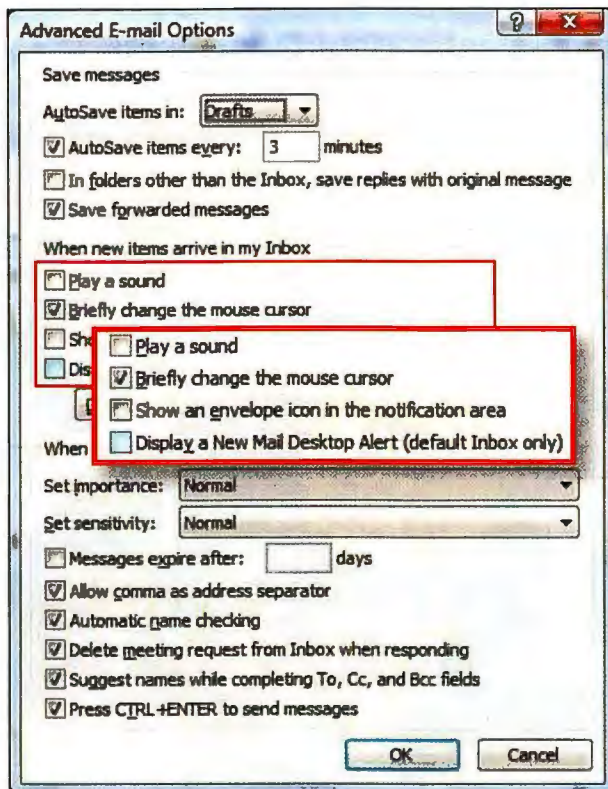 Advanced E-mail Options
Save messages
AutoSave items in: Drafts
AutoSave items every: 3 minutes
In folders other than the Inbox, save replies with original message
Save forwarded messages
When new items arrive in my Inbox
Play a sound
Briefly change the mouse cursor
Sho
Dis
Play a sound
Briefly change the mouse cursor
Show an envelope icon in the notification area
Display a New Mail Desktop Alert (default Inbox only)
When
Set importance: Normal
Set sensitivity: Normal
Messages expire after: days
Allow comma as address separator
Automatic name checking
Delete meeting request from Inbox when responding
Suggest names while completing To, Cc, and Bcc fields
Press CTRL+ENTER to send messages
OK Cancel